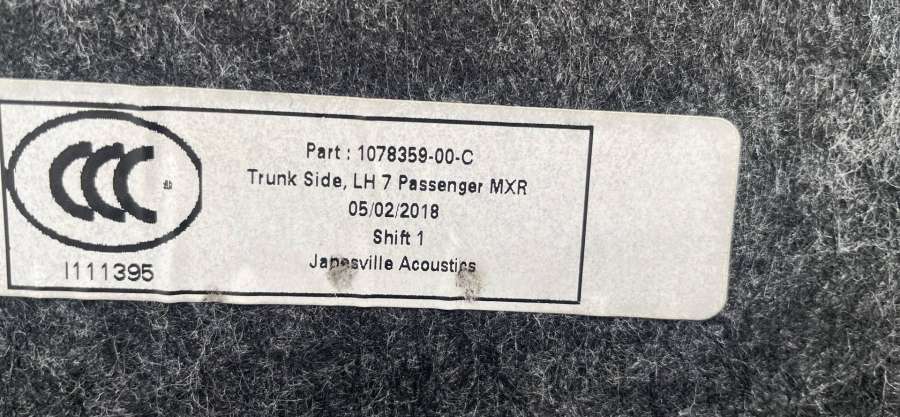 CCC
I111395
Part : 1078359-00-C
Trunk Side, LH 7 Passenger MXR
05/02/2018
Shift 1
Janesville Acoustics